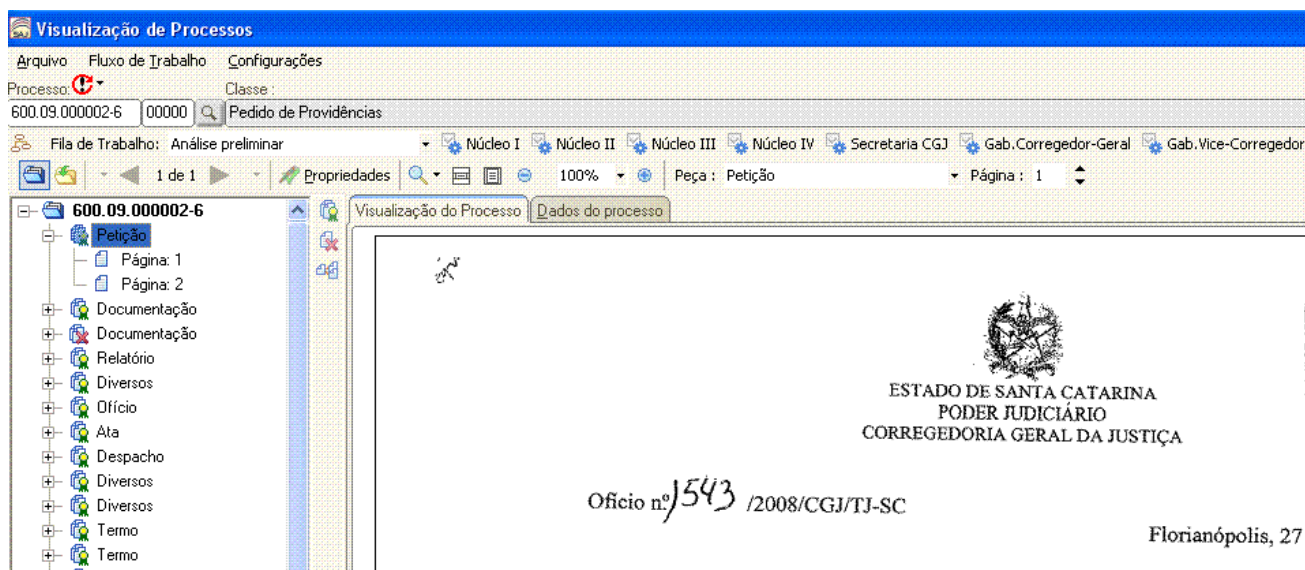 Visualização de Processos
Arquivo Fluxo de Trabalho Configurações
Processo: Classe :
600.09.000002-6 00000 Pedido de Providências
Fila de Trabalho: Análise preliminar Núcleo I Núcleo II Núcleo III Núcleo IV Secretaria CGJ Gab.Corregedor-Geral Gab.Vice-Corregedor
1 de 1 Propriedades 100% Peça : Petição Página : 1
600.09.000002-6
Visualização do Processo Dados do processo
Petição
Página: 1
Página: 2
Documentação
Documentação
Relatório
Diversos
Ofício
Ata
Despacho
Diversos
Diversos
Termo
Termo
ESTADO DE SANTA CATARINA
PODER JUDICIÁRIO
CORREGEDORIA GERAL DA JUSTIÇA
Ofício nº 1543 /2008/CGJ/TJ-SC
Florianópolis, 27